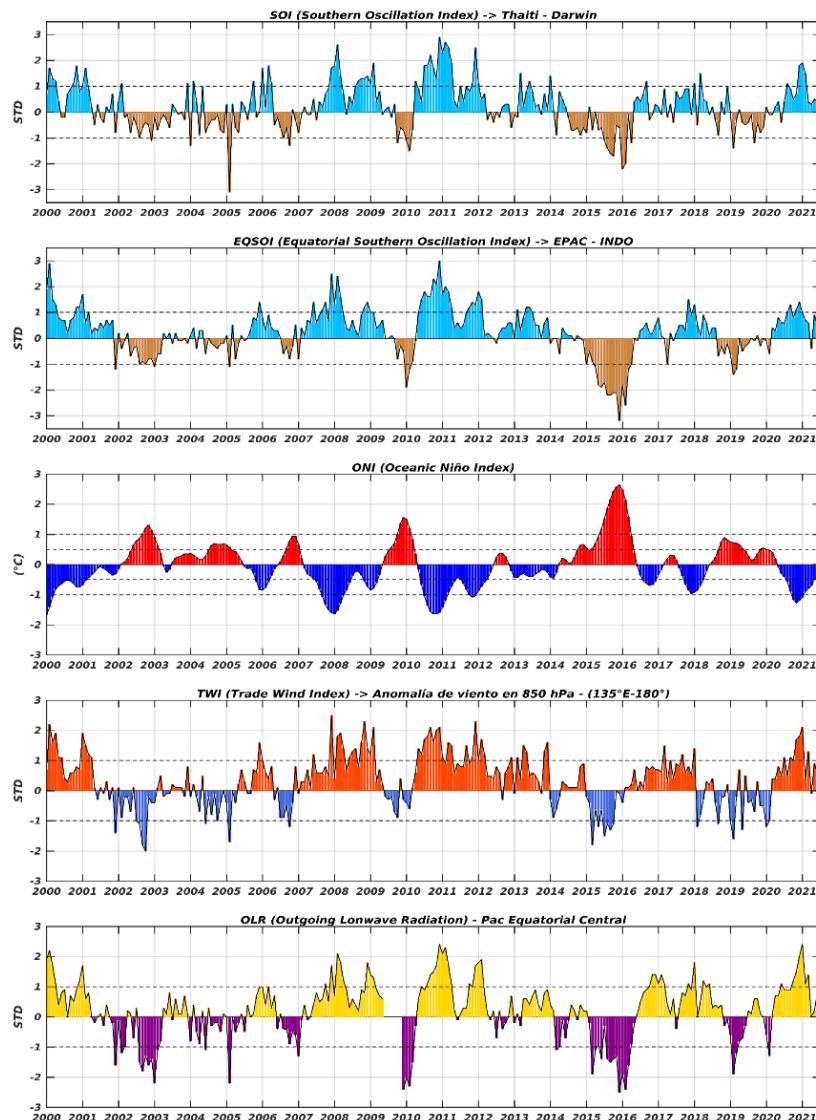 SOI (Southern Oscillation Index) -> Thaiti - Darwin
3
2
1
0
-1
-2
-3
STD
2000 2001 2002 2003 2004 2005 2006 2007 2008 2009 2010 2011 2012 2013 2014 2015 2016 2017 2018 2019 2020 2021
EQSOI (Equatorial Southern Oscillation Index) -> EPAC - INDO
3
2
1
0
-1
-2
-3
STD
2000 2001 2002 2003 2004 2005 2006 2007 2008 2009 2010 2011 2012 2013 2014 2015 2016 2017 2018 2019 2020 2021
ONI (Oceanic Niño Index)
3
2
1
0
-1
-2
-3
(°C)
2000 2001 2002 2003 2004 2005 2006 2007 2008 2009 2010 2011 2012 2013 2014 2015 2016 2017 2018 2019 2020 2021
TWI (Trade Wind Index) -> Anomalía de viento en 850 hPa - (135°E-180°)
3
2
1
0
-1
-2
-3
STD
2000 2001 2002 2003 2004 2005 2006 2007 2008 2009 2010 2011 2012 2013 2014 2015 2016 2017 2018 2019 2020 2021
OLR (Outgoing Lonwave Radiation) - Pac Equatorial Central
3
2
1
0
-1
-2
-3
STD
2000 2001 2002 2003 2004 2005 2006 2007 2008 2009 2010 2011 2012 2013 2014 2015 2016 2017 2018 2019 2020 2021